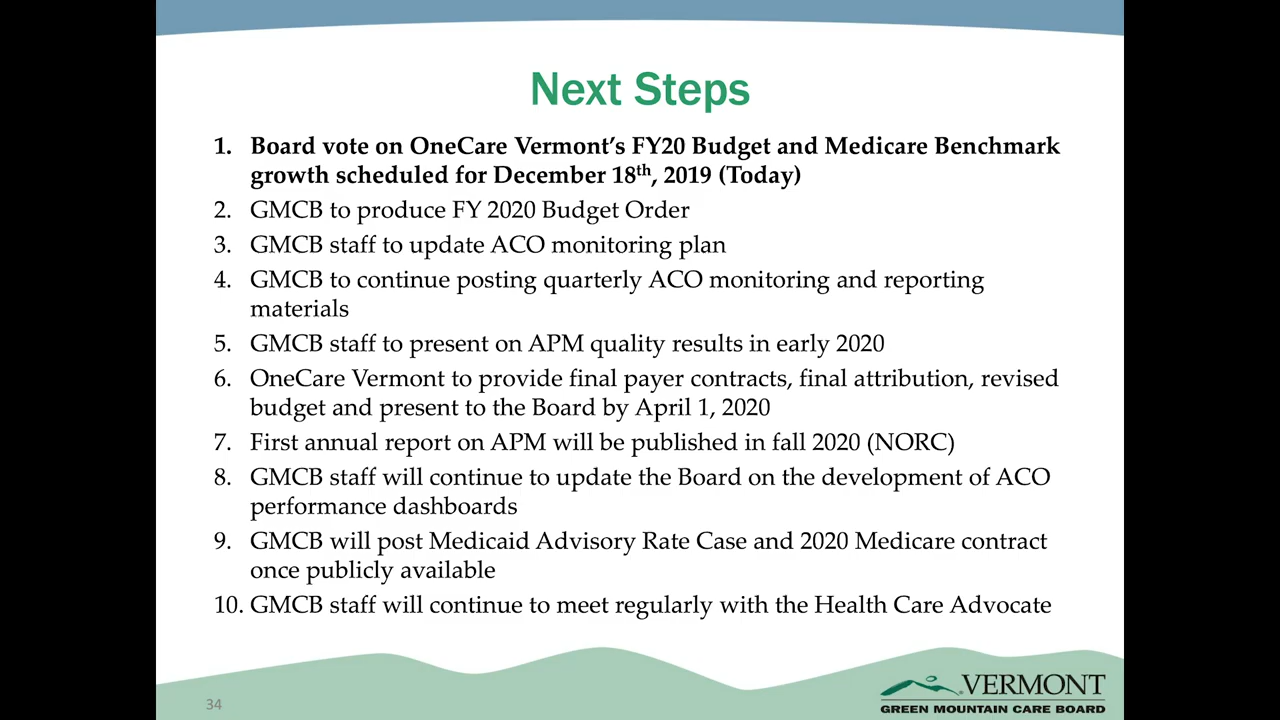 Next Steps
1. Board vote on OneCare Vermont’s FY20 Budget and Medicare Benchmark
growth scheduled for December 18th, 2019 (Today)
2. GMCB to produce FY 2020 Budget Order
3. GMCB staff to update ACO monitoring plan
4. GMCB to continue posting quarterly ACO monitoring and reporting
materials
5. GMCB staff to present on APM quality results in early 2020
6. OneCare Vermont to provide final payer contracts, final attribution, revised
budget and present to the Board by April 1, 2020
7. First annual report on APM will be published in fall 2020 (NORC)
8. GMCB staff will continue to update the Board on the development of ACO
performance dashboards
9. GMCB will post Medicaid Advisory Rate Case and 2020 Medicare contract
once publicly available
10. GMCB staff will continue to meet regularly with the Health Care Advocate
34
VERMONT
GREEN MOUNTAIN CARE BOARD